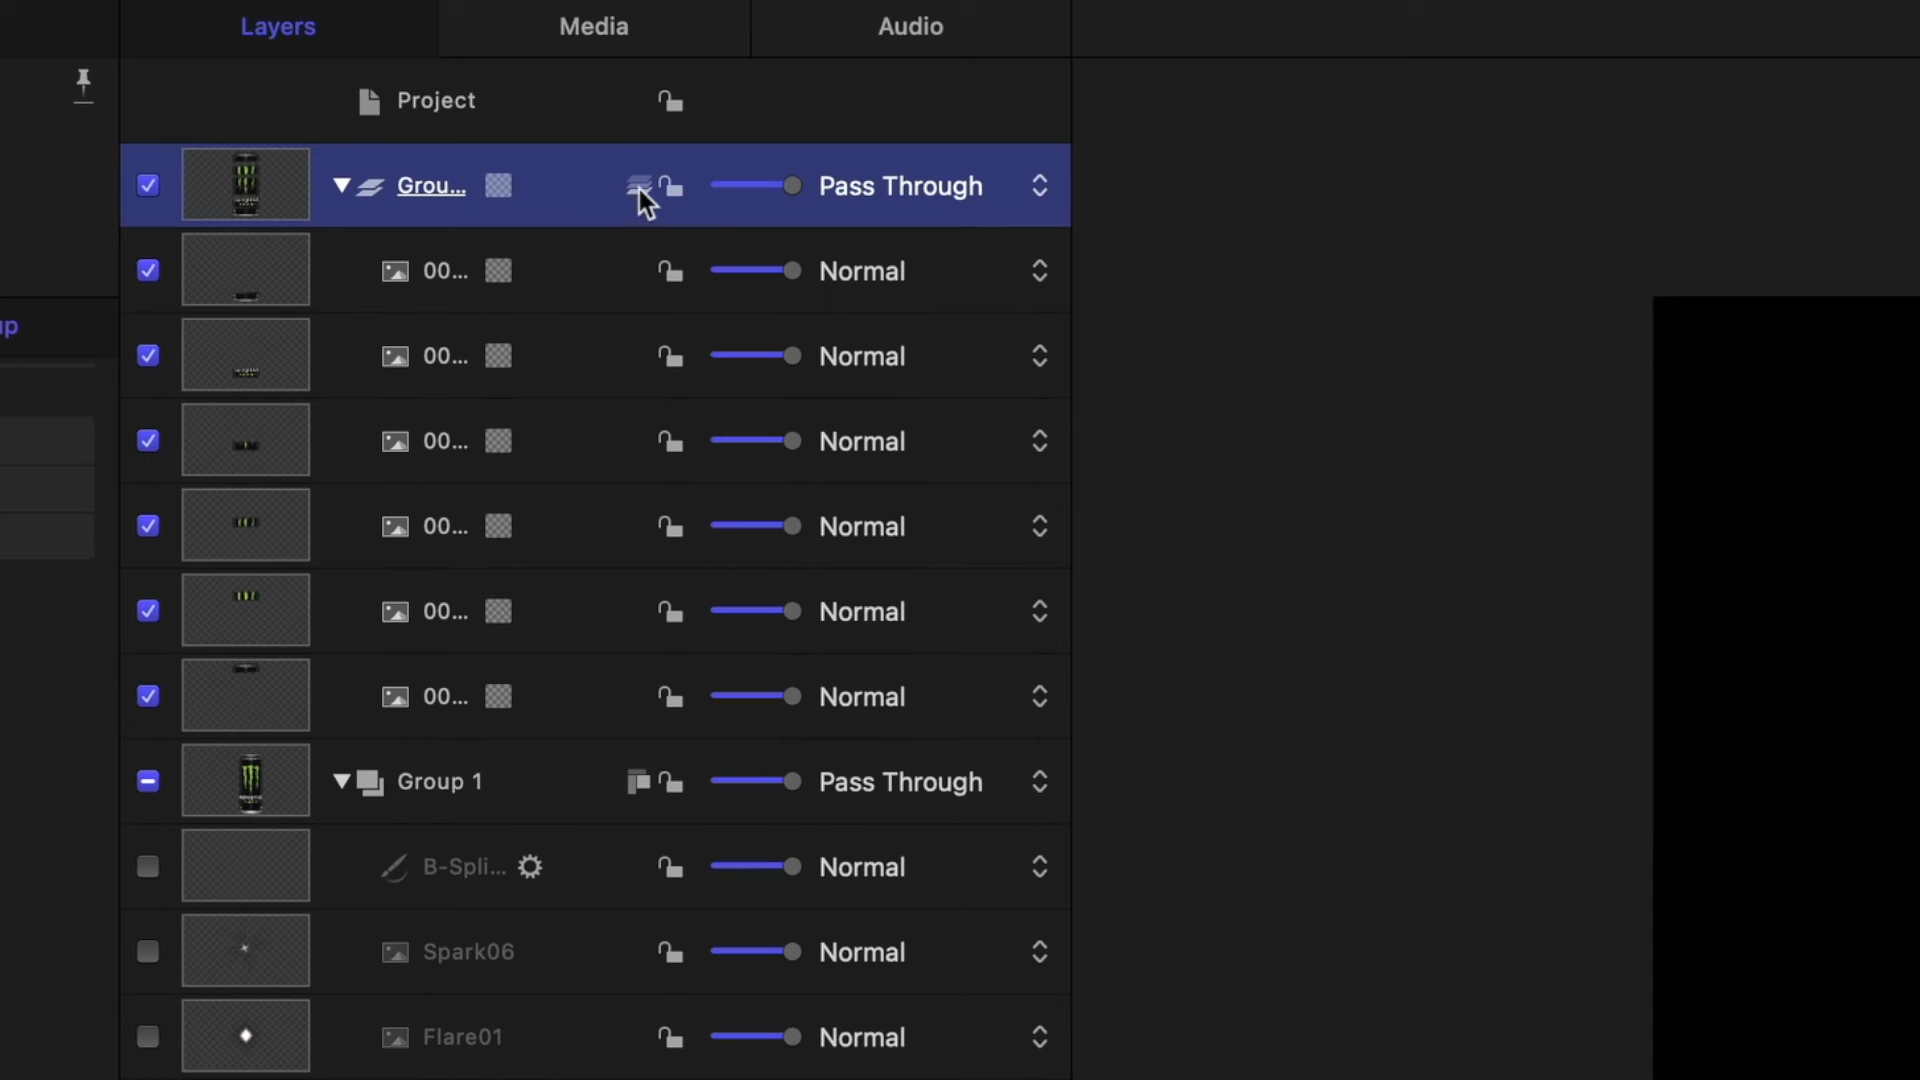 Layers Media Audio
Project
Grou... Pass Through
00... Normal
up
00... Normal
00... Normal
00... Normal
00... Normal
00... Normal
Group 1 Pass Through
B-Spli... Normal
Spark06 Normal
Flare01 Normal